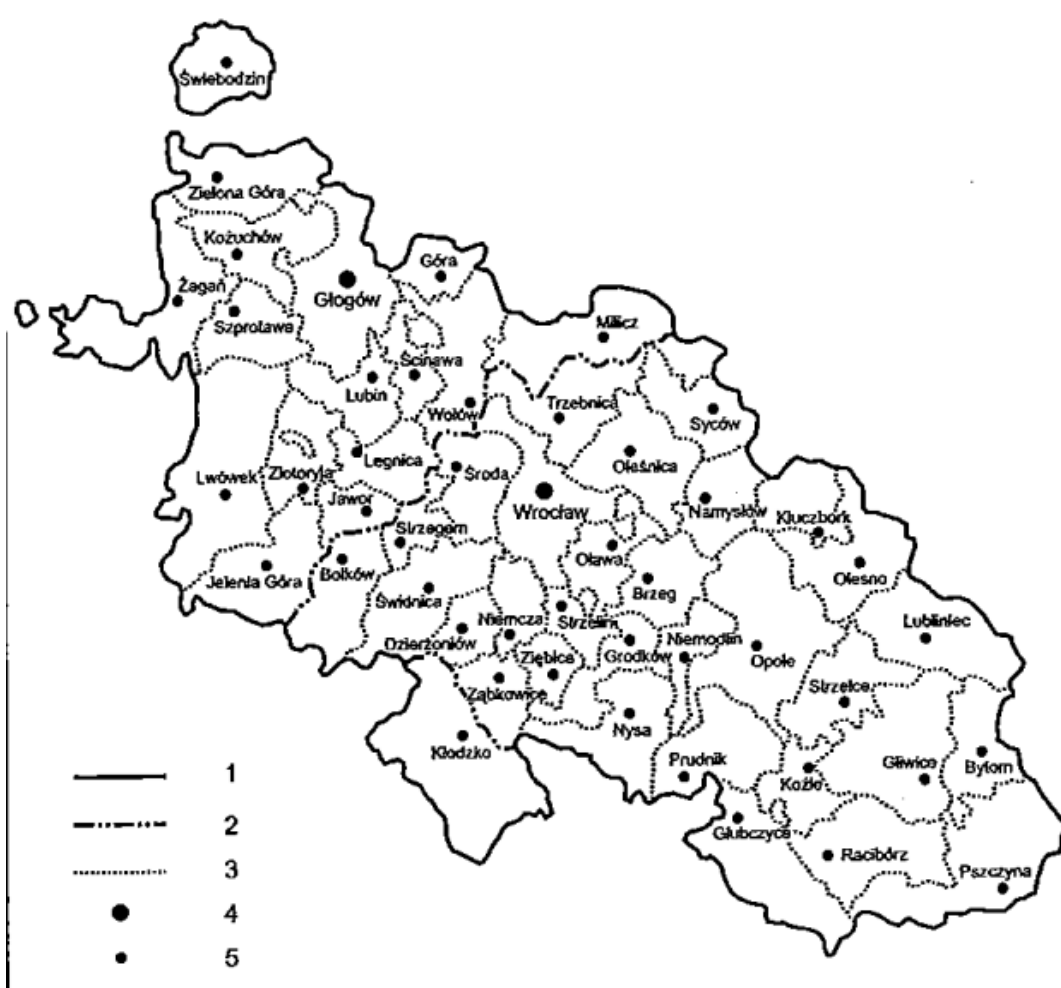 Świebodzin
Zielona Góra
Kożuchów
Góra
Żagań
Głogów
Szprotawa
Milicz
Ścinawa
Lubin
Wołów
Trzebnica
Syców
Legnica
Oleśnica
Lwówek
Złotoryja
Środa
Jawor
Wrocław
Namysłów
Kluczbork
Strzegom
Oława
Jelenia Góra
Bolków
Olesno
Świdnica
Brzeg
Niemcza
Strzelin
Lubliniec
Dzierżoniów
Niemodlin
Ziębice
Grodków
Opole
Ząbkowice
Strzelce
Nysa
Kłodzko
Prudnik
Gliwice
Bytom
1
Koźle
2
Głubczyce
3
Racibórz
Pszczyna
4
5